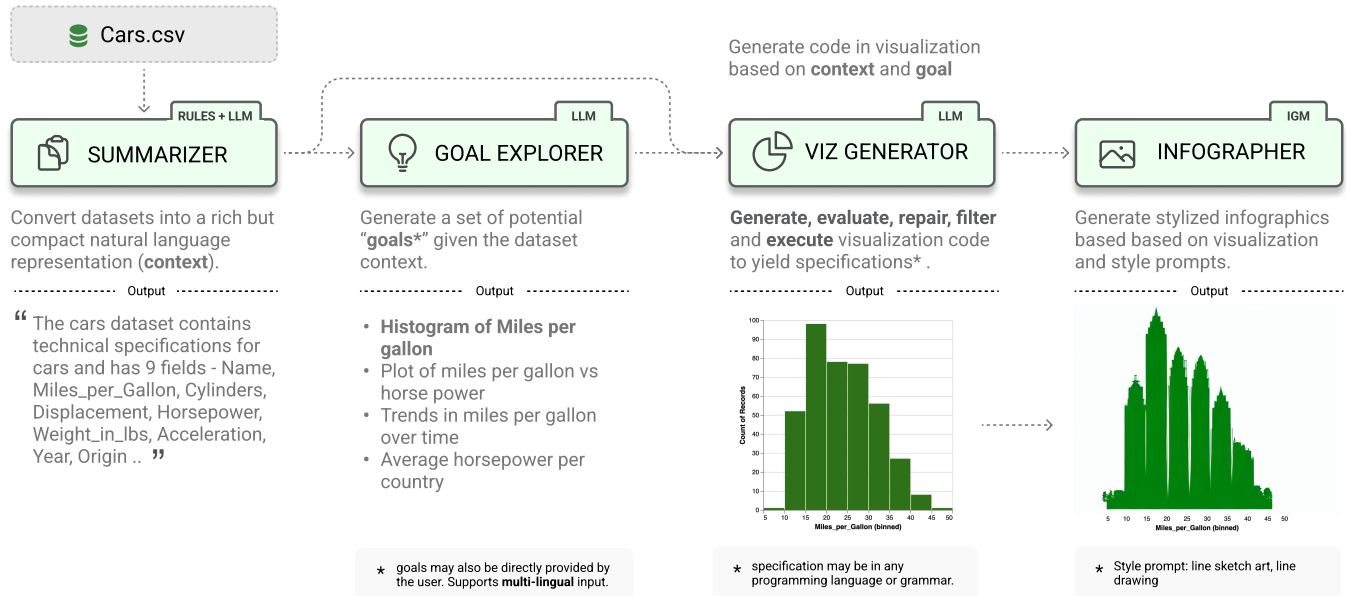 Cars.csv
Generate code in visualization
based on context and goal
RULES + LLM
SUMMARIZER
LLM
GOAL EXPLORER
LLM
VIZ GENERATOR
IGM
INFOGRAPHER
Convert datasets into a rich but
compact natural language
representation (context).
Output
“ The cars dataset contains
technical specifications for
cars and has 9 fields - Name,
Miles_per_Gallon, Cylinders,
Displacement, Horsepower,
Weight_in_lbs, Acceleration,
Year, Origin .. ”
Generate a set of potential
“goals*” given the dataset
context.
Output
• Histogram of Miles per
gallon
• Plot of miles per gallon vs
horse power
• Trends in miles per gallon
over time
• Average horsepower per
country
* goals may also be directly provided by
the user. Supports multi-lingual input.
Generate, evaluate, repair, filter
and execute visualization code
to yield specifications* .
Output
100
90
80
70
60
50
40
30
20
10
0
Count of Records
5 10 15 20 25 30 35 40 45 50
Miles_per_Gallon (binned)
* specification may be in any
programming language or grammar.
Generate stylized infographics
based based on visualization
and style prompts.
Output
5 10 15 20 25 30 35 40 45 50
Miles_per_Gallon (binned)
* Style prompt: line sketch art, line
drawing